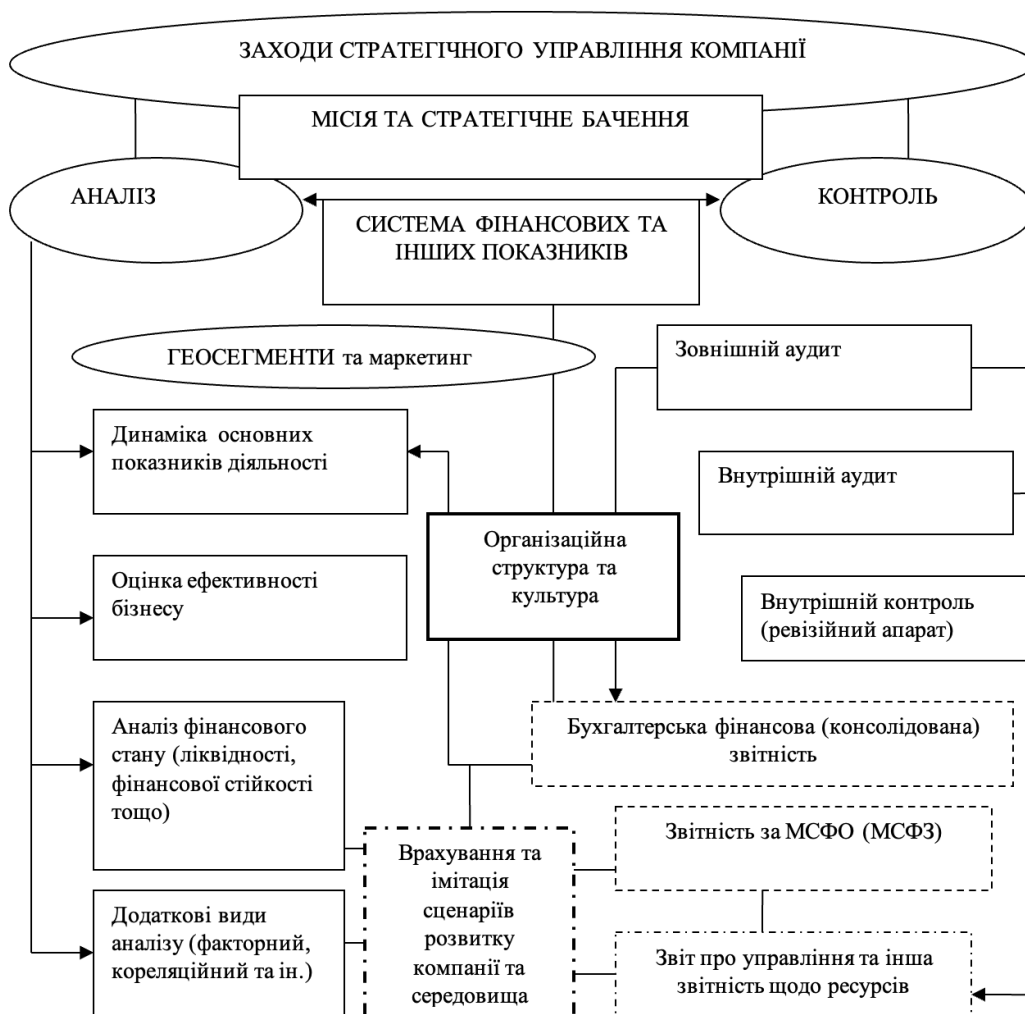 ЗАХОДИ СТРАТЕГІЧНОГО УПРАВЛІННЯ КОМПАНІЇ
МІСІЯ ТА СТРАТЕГІЧНЕ БАЧЕННЯ
АНАЛІЗ
КОНТРОЛЬ
СИСТЕМА ФІНАНСОВИХ ТА
ІНШИХ ПОКАЗНИКІВ
ГЕОСЕГМЕНТИ та маркетинг
Зовнішній аудит
Динаміка основних
показників діяльності
Внутрішній аудит
Організаційна
структура та
культура
Оцінка ефективності
бізнесу
Внутрішній контроль
(ревізійний апарат)
Аналіз фінансового
стану (ліквідності,
фінансової стійкості
тощо)
Бухгалтерська фінансова (консолідована)
звітність
Звітність за МСФО (МСФЗ)
Врахування та
імітація
сценаріїв
розвитку
компанії та
середовища
Додаткові види
аналізу (факторний,
кореляційний та ін.)
Звіт про управління та інша
звітність щодо ресурсів